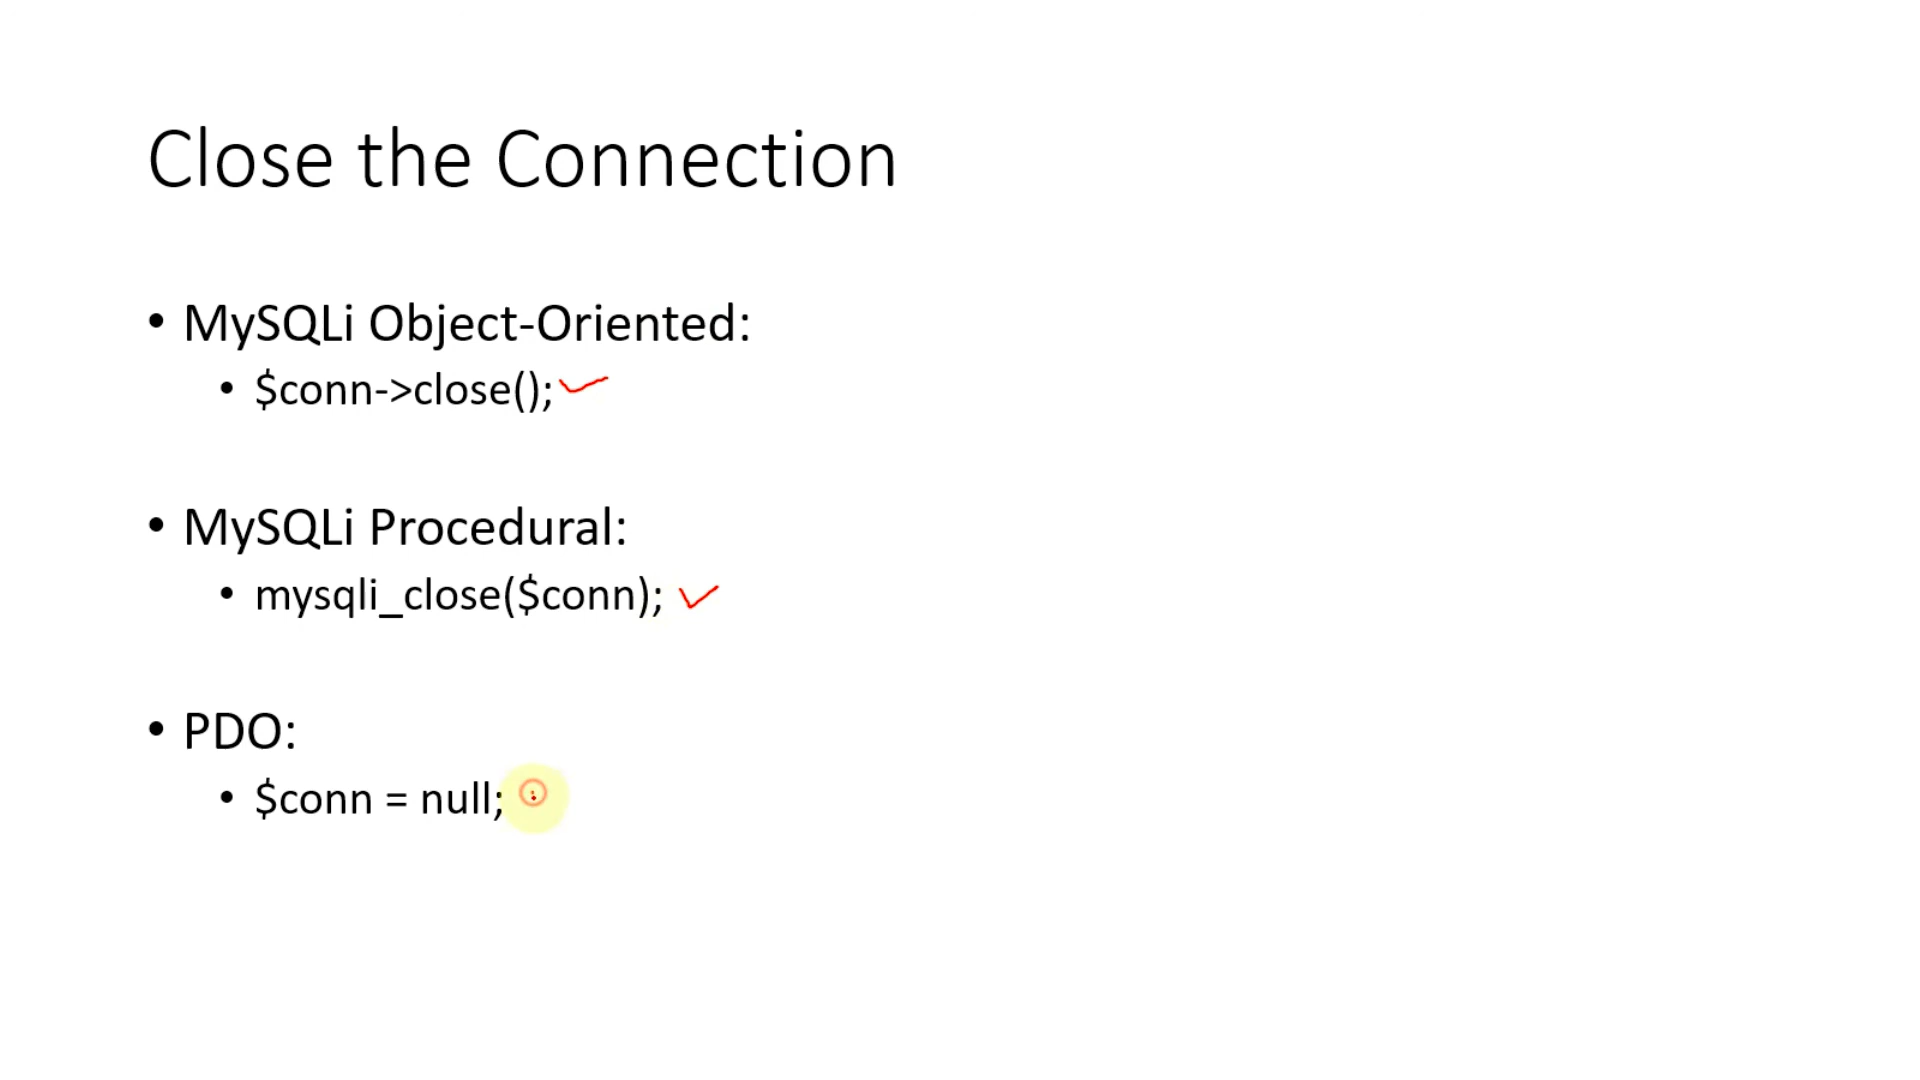 Close the Connection
• MySQLi Object-Oriented:
• $conn->close();
• MySQLi Procedural:
• mysqli_close($conn);
• PDO:
• $conn = null;